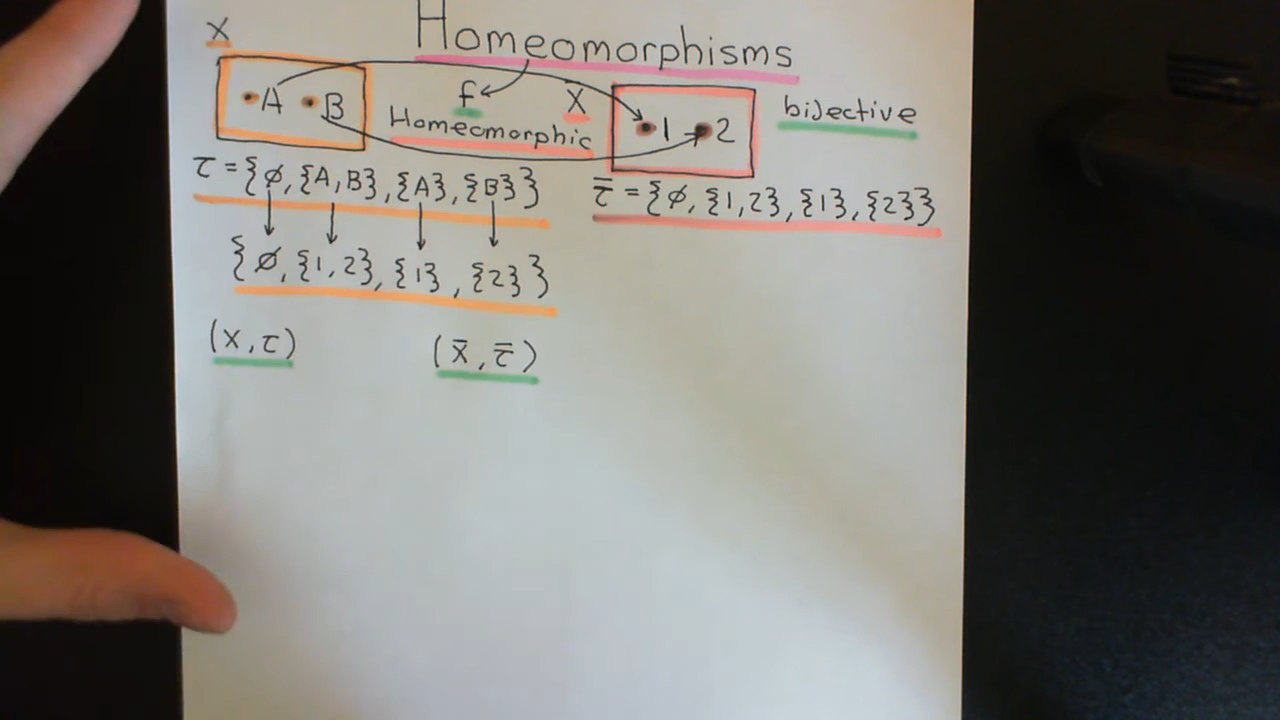 Homeomorphisms
X
•A •B
f
Homeomorphic
X̄
•1 •2
biJective
τ = {∅, {A,B}, {A}, {B}}
τ̄ = {∅, {1,2}, {1}, {2}}
{∅, {1,2}, {1}, {2}}
(X, τ)
(X̄, τ̄)